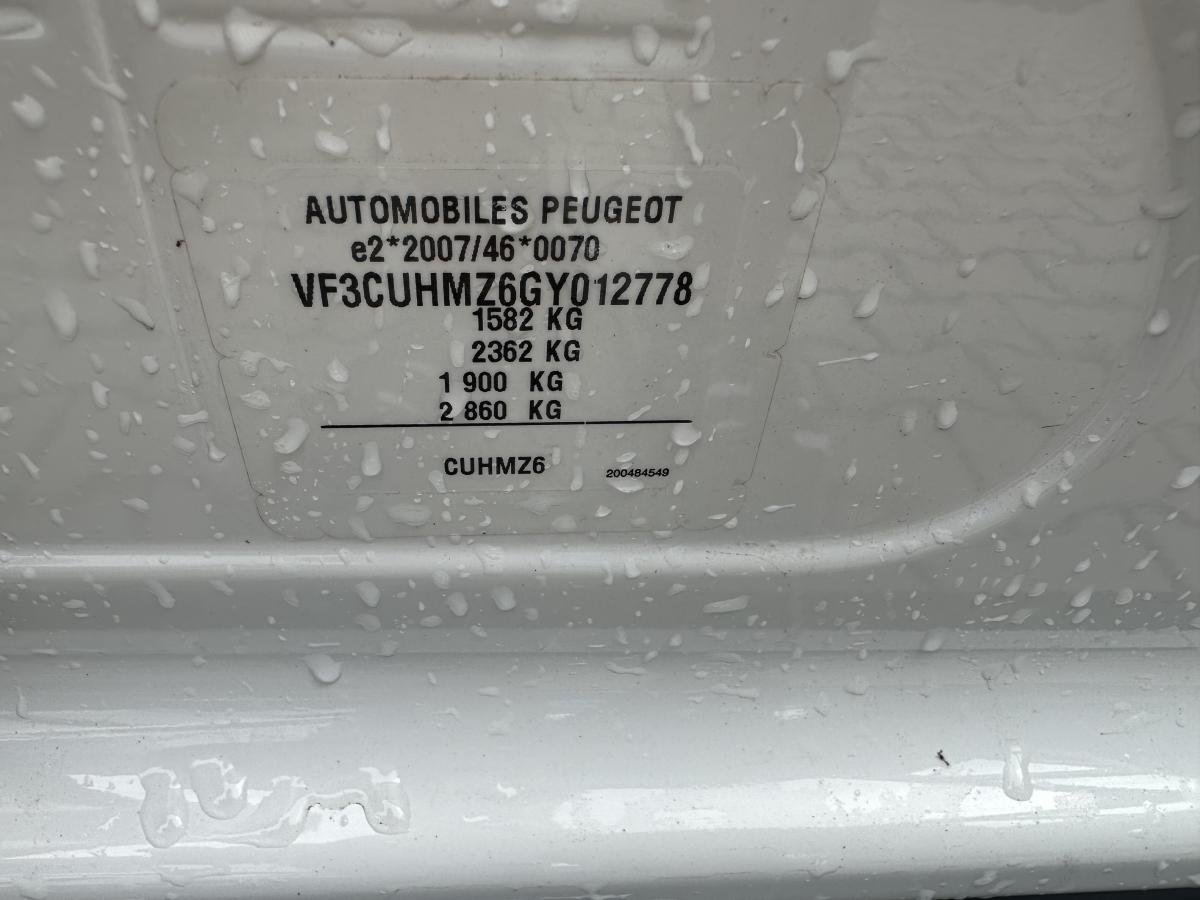 AUTOMOBILES PEUGEOT
e2*2007/46*0070
VF3CUHMZ6GY012778
1582 KG
2362 KG
1 900 KG
2 860 KG
CUHMZ6 200484549